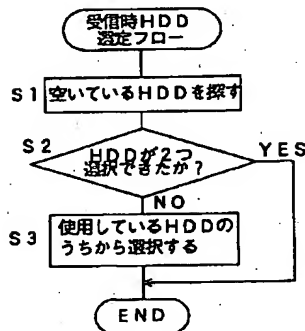 受信時HDD
選定フロー
S1
空いているHDDを探す
S2
HDDが2つ
選択できたか?
YES
NO
S3
使用しているHDDの
うちから選択する
END